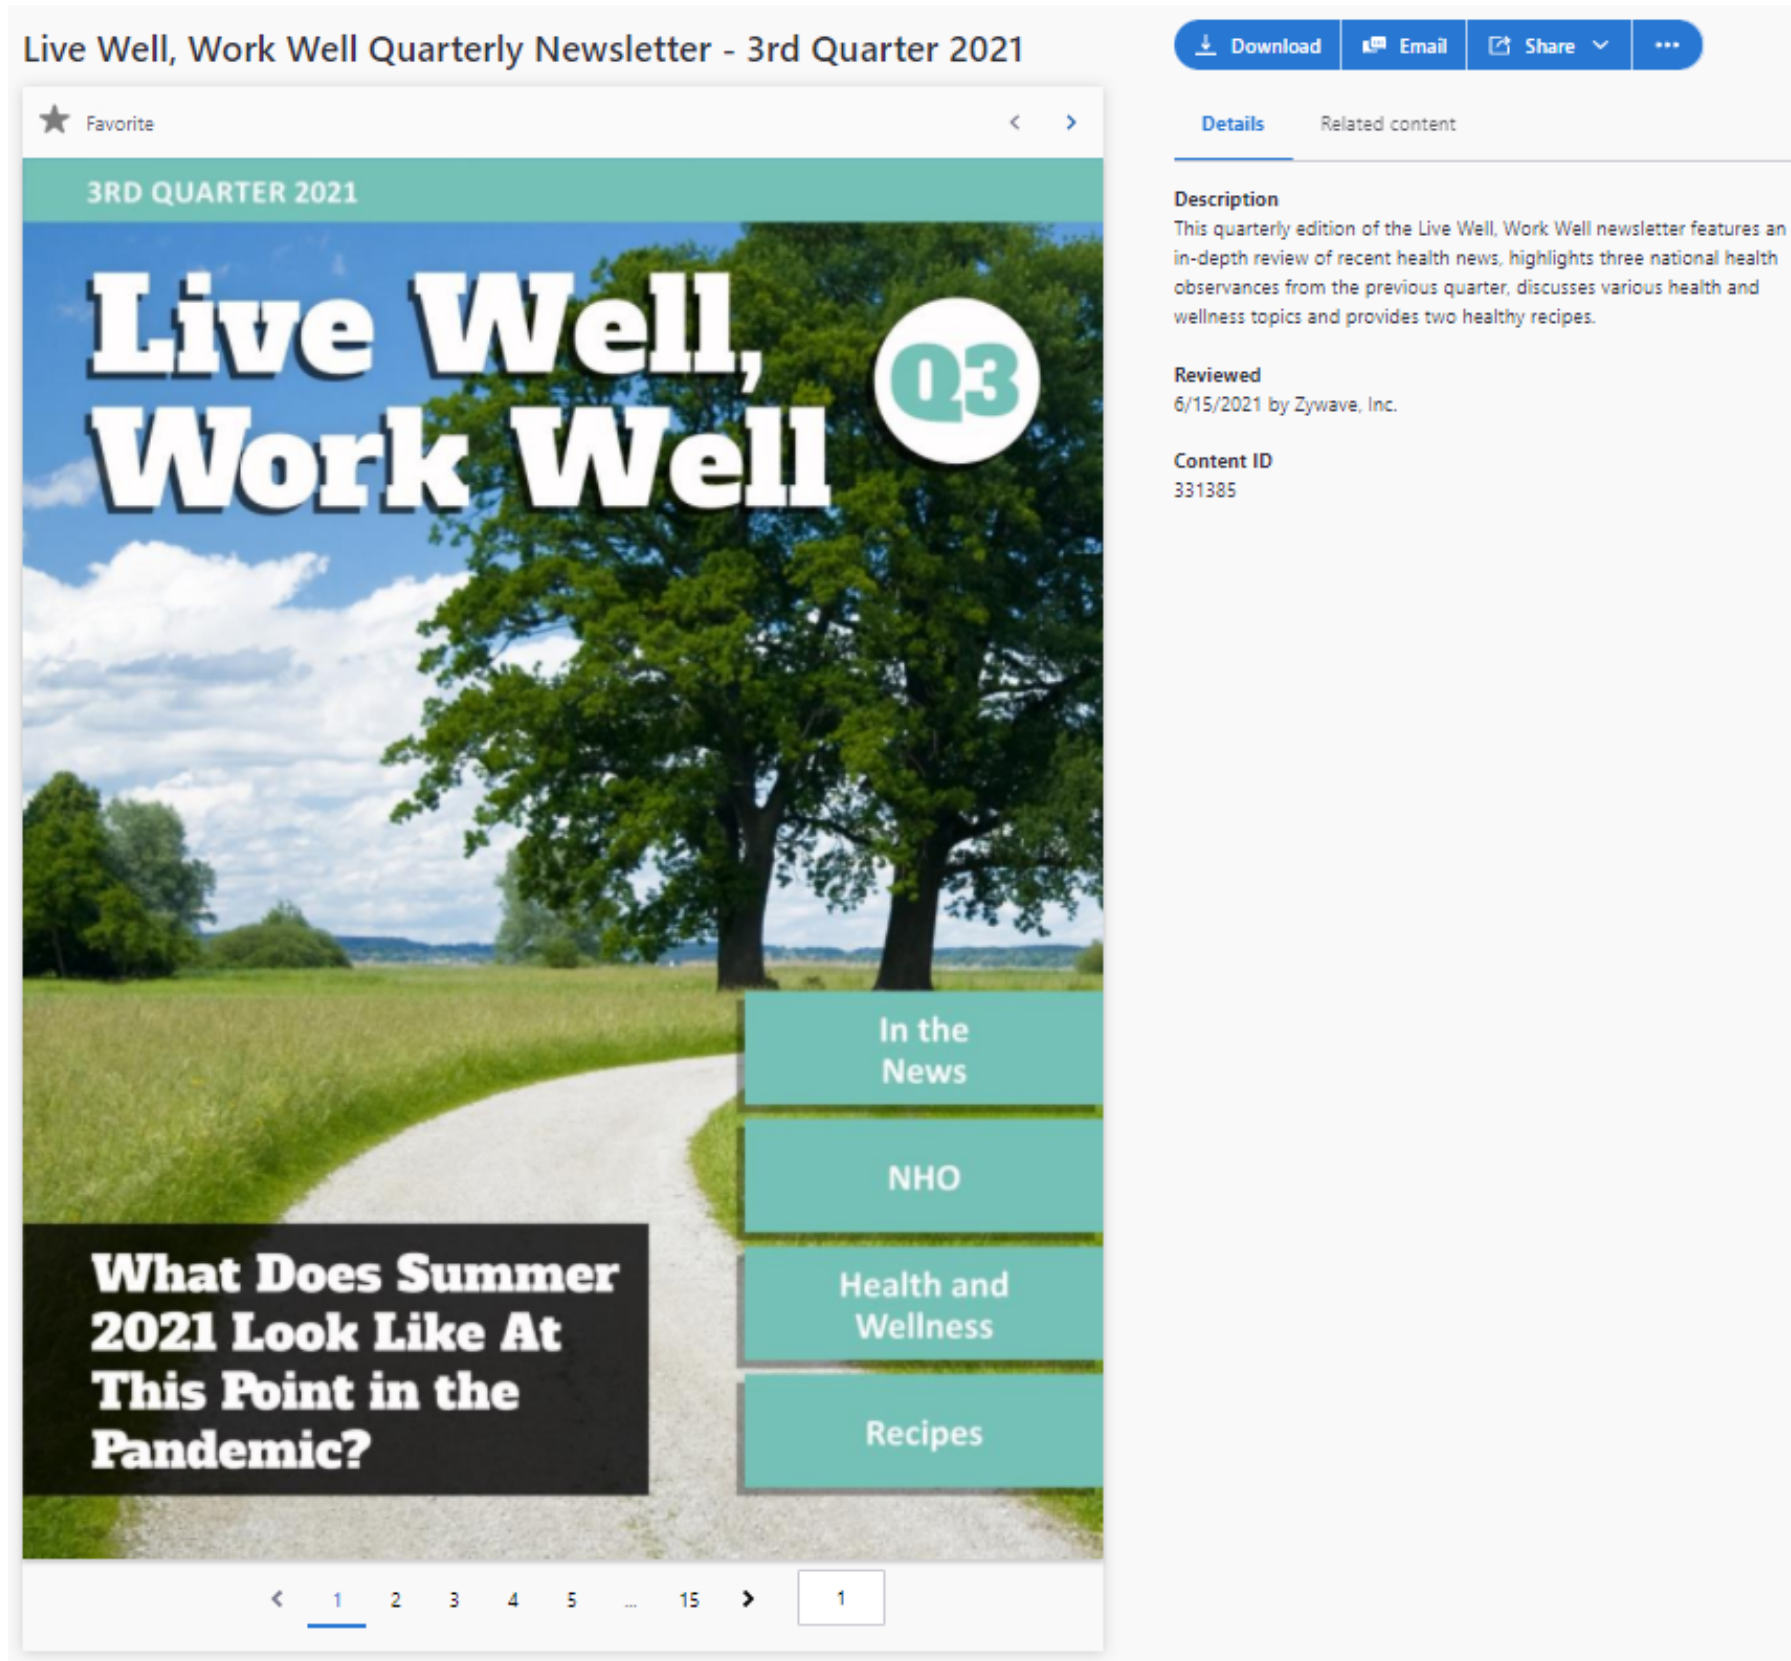 Live Well, Work Well Quarterly Newsletter - 3rd Quarter 2021
Download
Email
Share
Favorite
Details
Related content
3RD QUARTER 2021
Live Well,
Work Well
Q3
In the
News
NHO
Health and
Wellness
Recipes
What Does Summer
2021 Look Like At
This Point in the
Pandemic?
1 2 3 4 5 ... 15
1
Description
This quarterly edition of the Live Well, Work Well newsletter features an
in-depth review of recent health news, highlights three national health
observances from the previous quarter, discusses various health and
wellness topics and provides two healthy recipes.
Reviewed
6/15/2021 by Zywave, Inc.
Content ID
331385